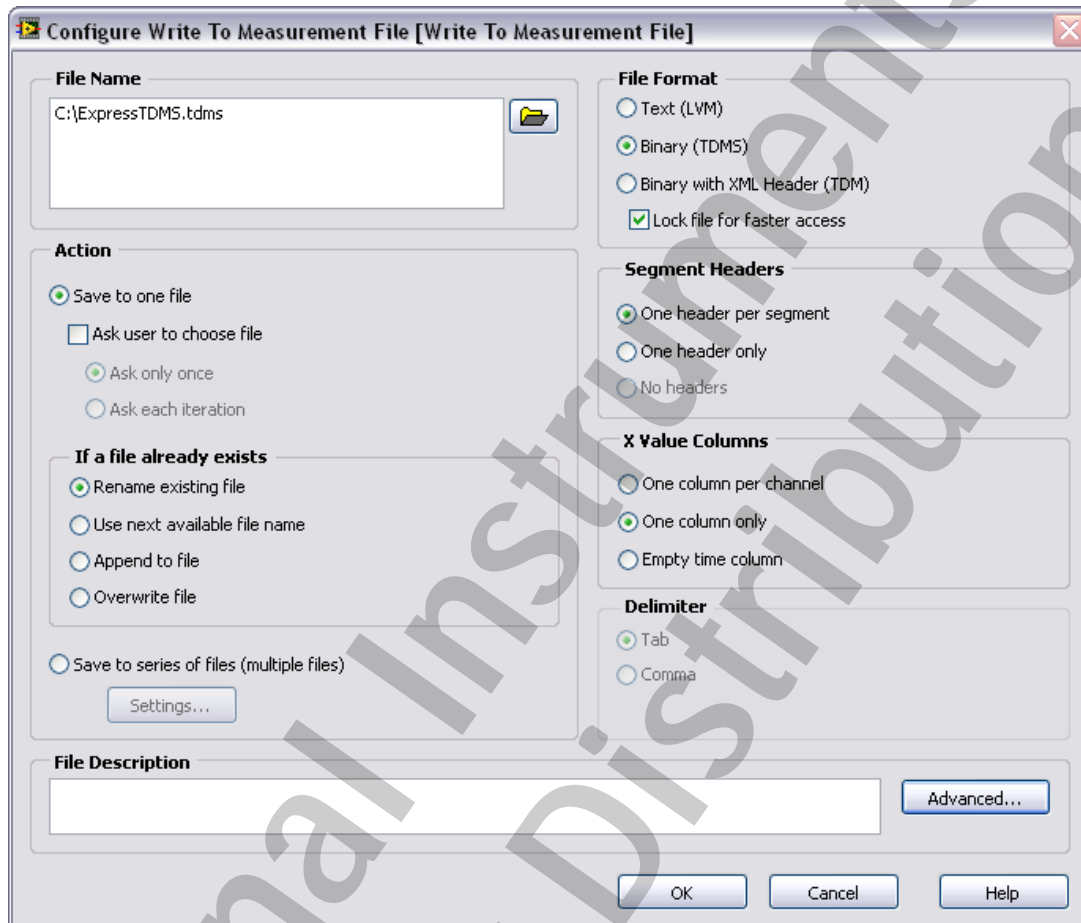 Configure Write To Measurement File [Write To Measurement File]
File Name
C:\ExpressTDMS.tdms
Action
Save to one file
Ask user to choose file
Ask only once
Ask each iteration
If a file already exists
Rename existing file
Use next available file name
Append to file
Overwrite file
Save to series of files (multiple files)
Settings...
File Format
Text (LVM)
Binary (TDMS)
Binary with XML Header (TDM)
Lock file for faster access
Segment Headers
One header per segment
One header only
No headers
X Value Columns
One column per channel
One column only
Empty time column
Delimiter
Tab
Comma
File Description
Advanced...
OK
Cancel
Help
Instrument
Distribution